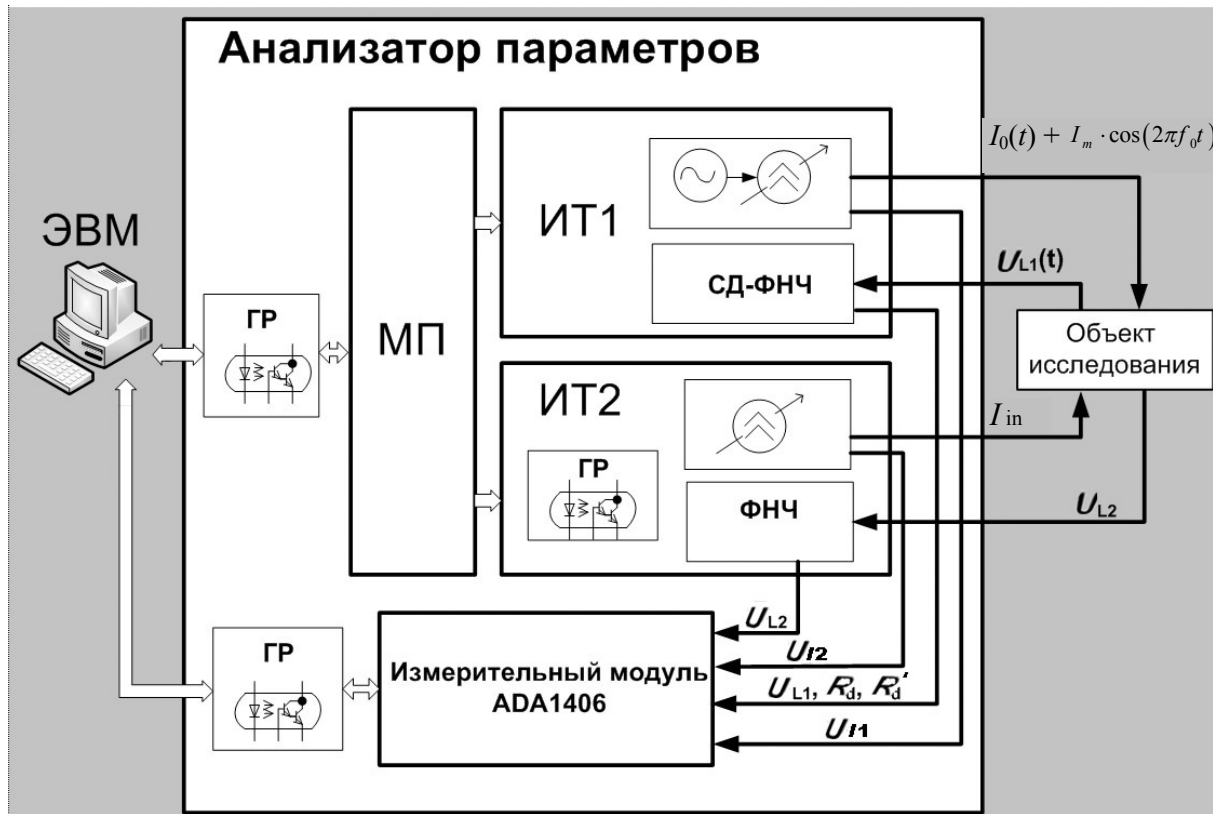 Анализатор параметров
ЭВМ
ГР
МП
ИТ1
СД-ФНЧ
ИТ2
ГР
ФНЧ
I₀(t) + Iₘ · cos(2πf₀t)
U_L1(t)
Объект
исследования
I in
U_L2
U_L2
U_I2
U_L1, R_d, R_d′
U_I1
ГР
Измерительный модуль
ADA1406